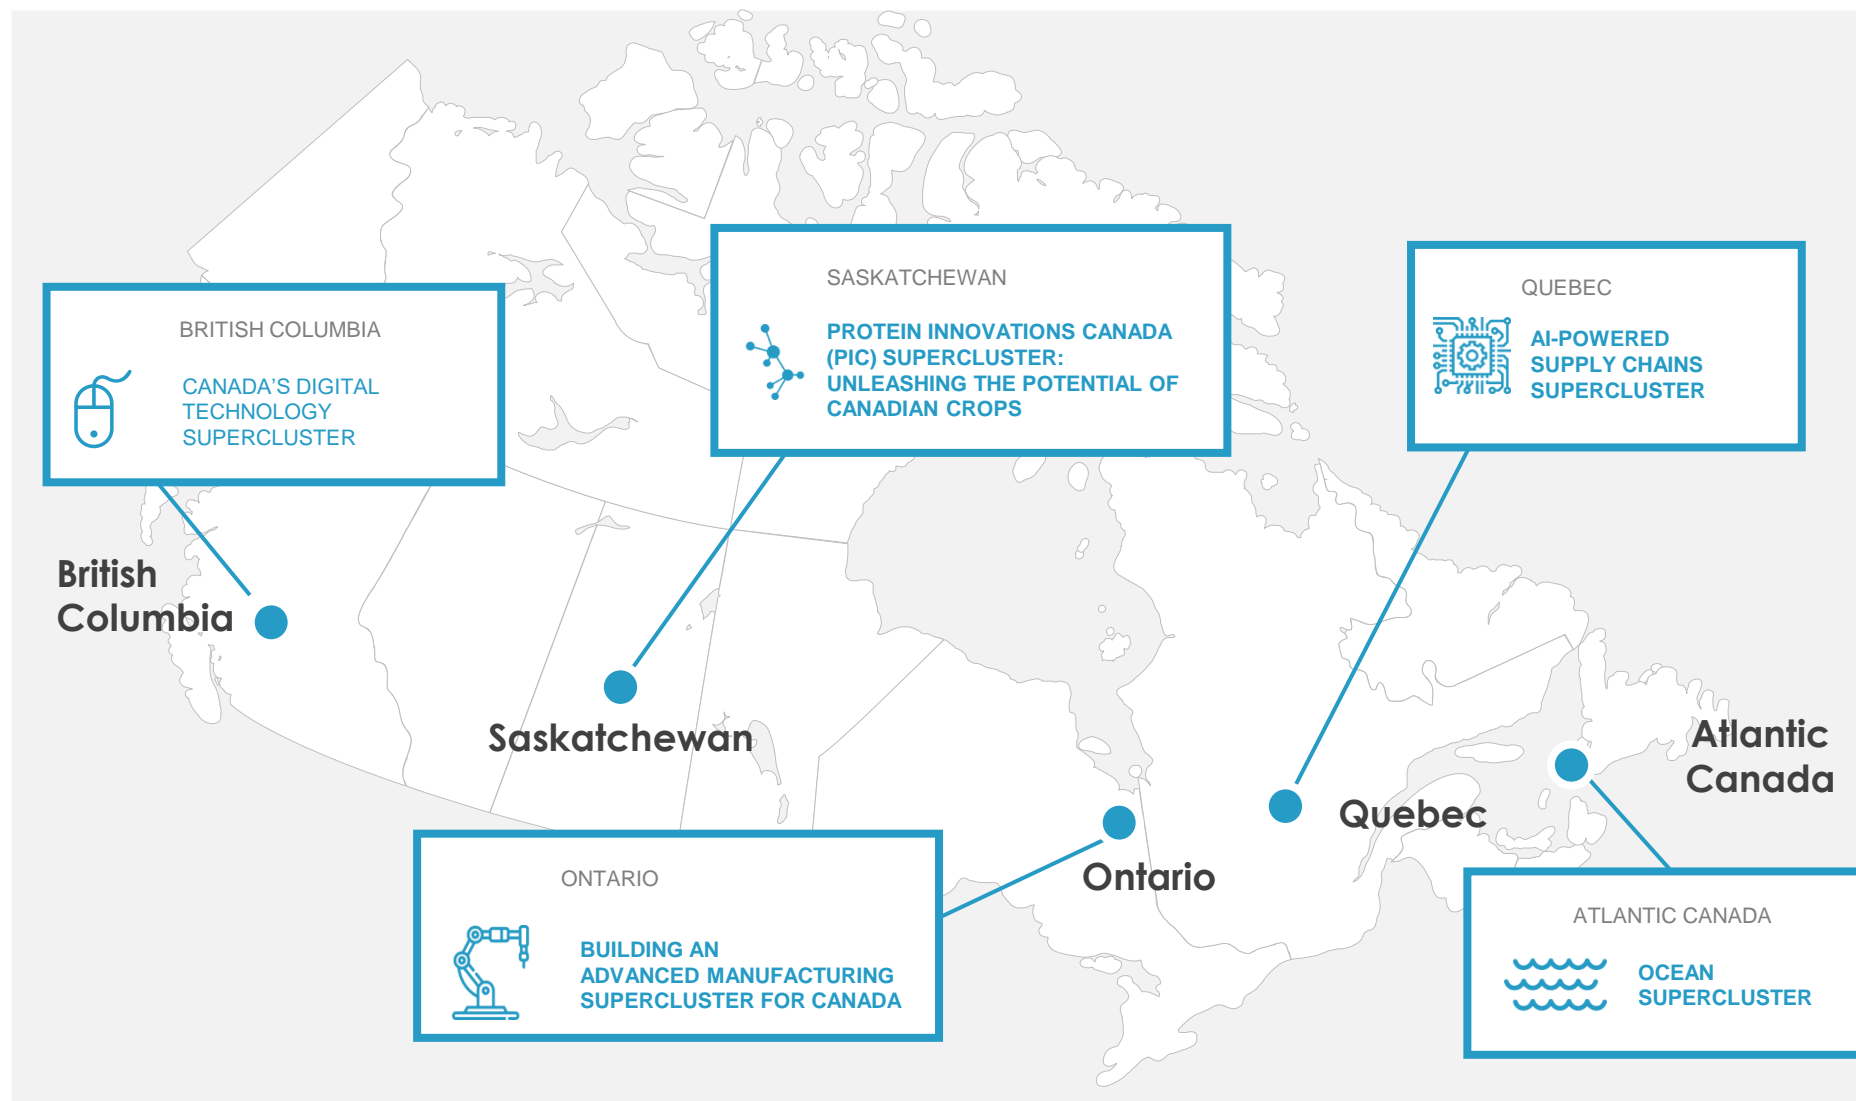 SASKATCHEWAN
PROTEIN INNOVATIONS CANADA
(PIC) SUPERCLUSTER:
UNLEASHING THE POTENTIAL OF
CANADIAN CROPS
QUEBEC
AI-POWERED
SUPPLY CHAINS
SUPERCLUSTER
BRITISH COLUMBIA
CANADA'S DIGITAL
TECHNOLOGY
SUPERCLUSTER
British
Columbia
Saskatchewan
Atlantic
Canada
Quebec
Ontario
ONTARIO
BUILDING AN
ADVANCED MANUFACTURING
SUPERCLUSTER FOR CANADA
ATLANTIC CANADA
OCEAN
SUPERCLUSTER